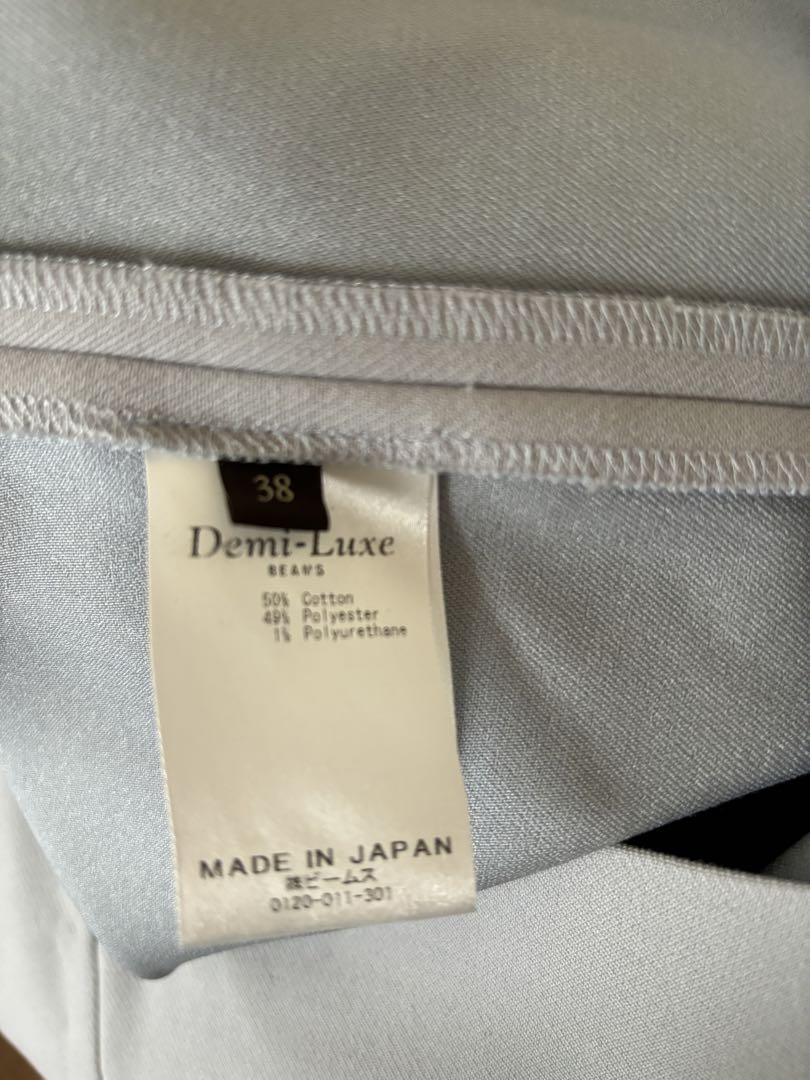 38
Demi-Luxe
BEAMS
50% Cotton
49% Polyester
1% Polyurethane
MADE IN JAPAN
㈱ビームス
0120-011-301